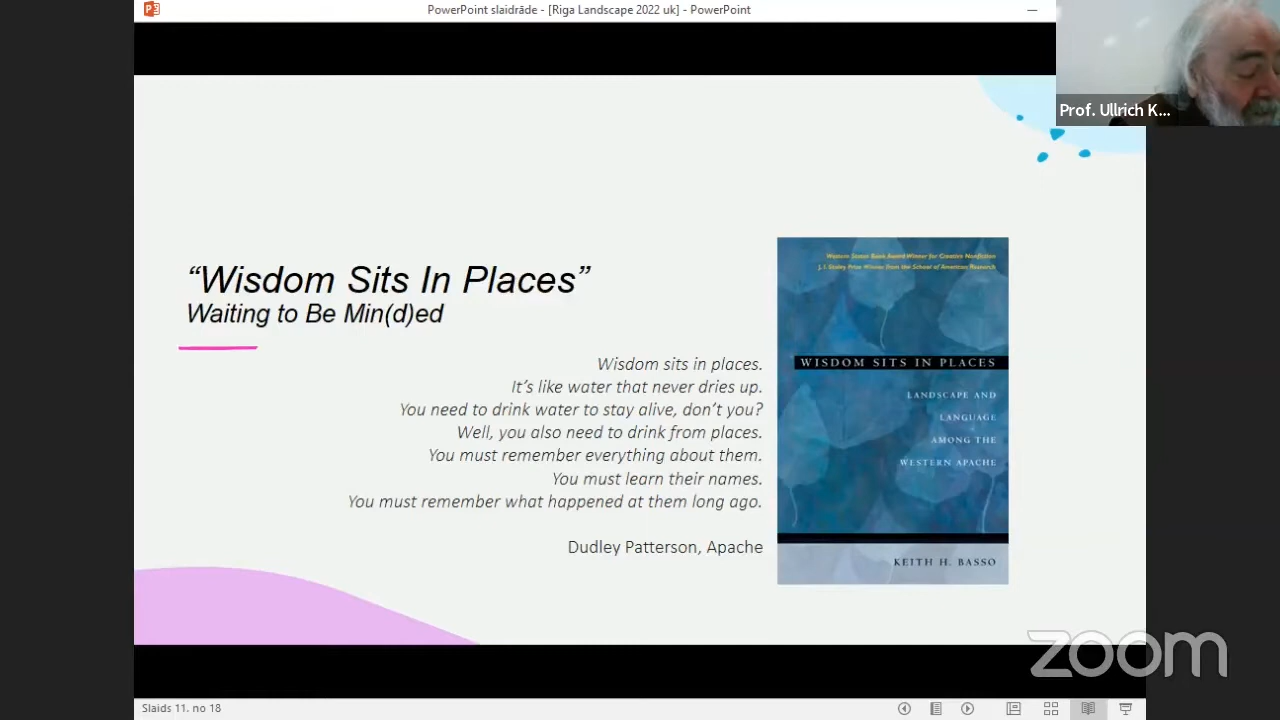 PowerPoint slaidrāde - [Riga Landscape 2022 uk] - PowerPoint
Prof. Ullrich K...
“Wisdom Sits In Places”
Waiting to Be Min(d)ed
Wisdom sits in places.
It’s like water that never dries up.
You need to drink water to stay alive, don’t you?
Well, you also need to drink from places.
You must remember everything about them.
You must learn their names.
You must remember what happened at them long ago.
Dudley Patterson, Apache
Western States Book Award Winner for Creative Nonfiction
J. I. Staley Prize Winner from the School of American Research
WISDOM SITS IN PLACES
LANDSCAPE AND
LANGUAGE
AMONG THE
WESTERN APACHE
KEITH H. BASSO
zoom
Slaids 11. no 18